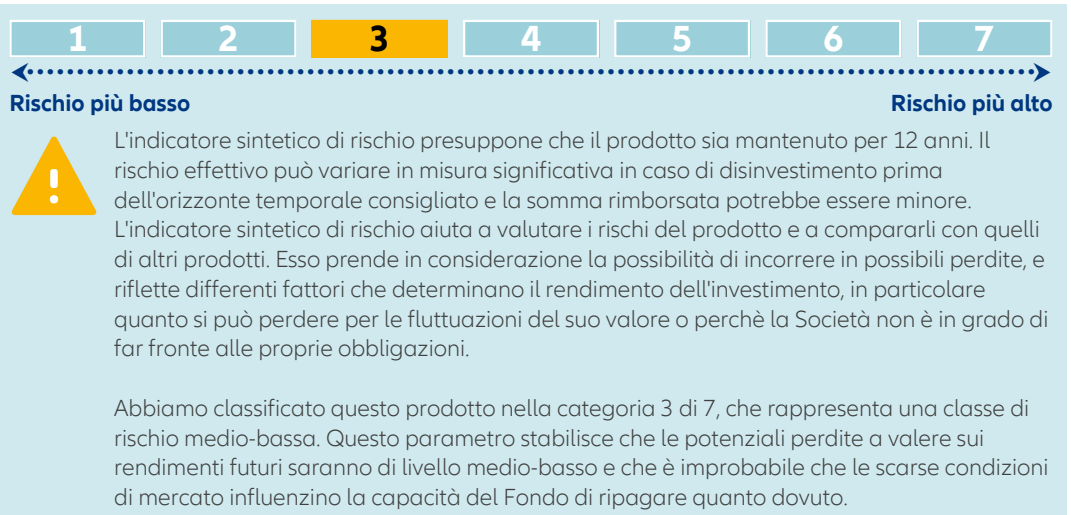 1 2 3 4 5 6 7
Rischio più basso Rischio più alto
L'indicatore sintetico di rischio presuppone che il prodotto sia mantenuto per 12 anni. Il
rischio effettivo può variare in misura significativa in caso di disinvestimento prima
dell'orizzonte temporale consigliato e la somma rimborsata potrebbe essere minore.
L'indicatore sintetico di rischio aiuta a valutare i rischi del prodotto e a compararli con quelli
di altri prodotti. Esso prende in considerazione la possibilità di incorrere in possibili perdite, e
riflette differenti fattori che determinano il rendimento dell'investimento, in particolare
quanto si può perdere per le fluttuazioni del suo valore o perchè la Società non è in grado di
far fronte alle proprie obbligazioni.
Abbiamo classificato questo prodotto nella categoria 3 di 7, che rappresenta una classe di
rischio medio-bassa. Questo parametro stabilisce che le potenziali perdite a valere sui
rendimenti futuri saranno di livello medio-basso e che è improbabile che le scarse condizioni
di mercato influenzino la capacità del Fondo di ripagare quanto dovuto.